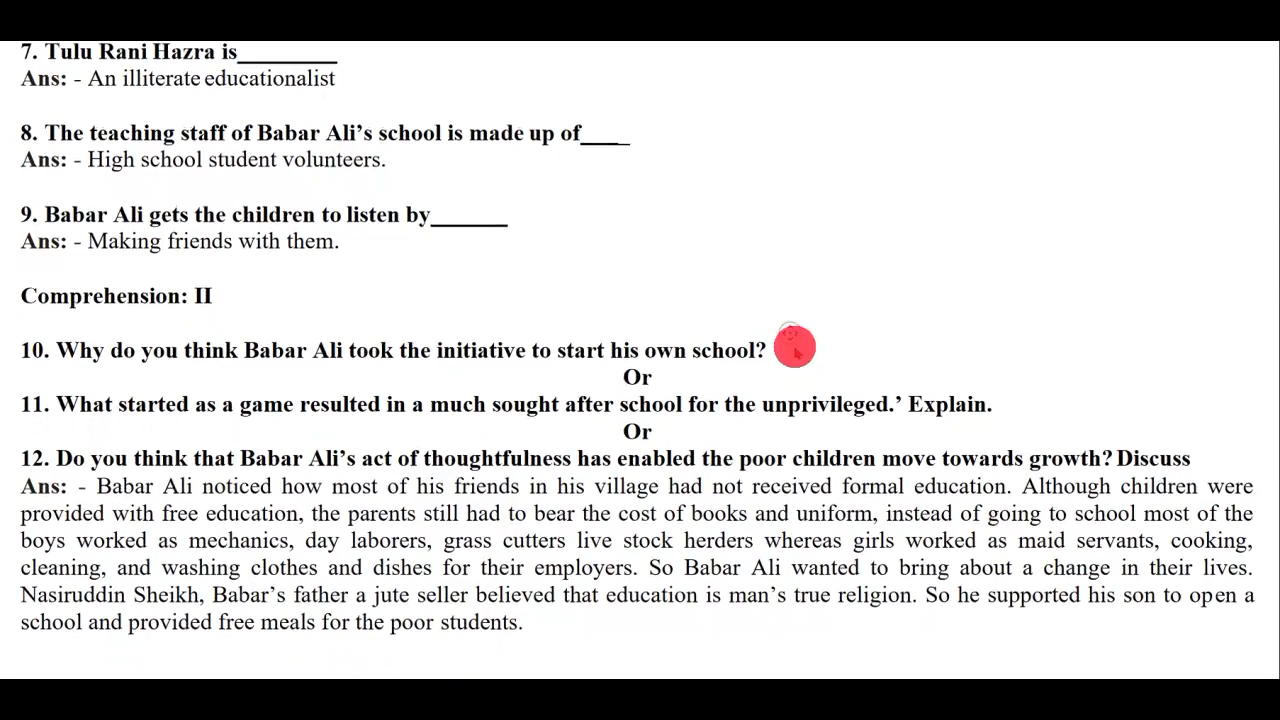 7. Tulu Rani Hazra is_________
Ans: - An illiterate educationalist
8. The teaching staff of Babar Ali’s school is made up of____
Ans: - High school student volunteers.
9. Babar Ali gets the children to listen by_______
Ans: - Making friends with them.
Comprehension: II
10. Why do you think Babar Ali took the initiative to start his own school?
Or
11. What started as a game resulted in a much sought after school for the unprivileged.’ Explain.
Or
12. Do you think that Babar Ali’s act of thoughtfulness has enabled the poor children move towards growth? Discuss
Ans: - Babar Ali noticed how most of his friends in his village had not received formal education. Although children were
provided with free education, the parents still had to bear the cost of books and uniform, instead of going to school most of the
boys worked as mechanics, day laborers, grass cutters live stock herders whereas girls worked as maid servants, cooking,
cleaning, and washing clothes and dishes for their employers. So Babar Ali wanted to bring about a change in their lives.
Nasiruddin Sheikh, Babar’s father a jute seller believed that education is man’s true religion. So he supported his son to open a
school and provided free meals for the poor students.